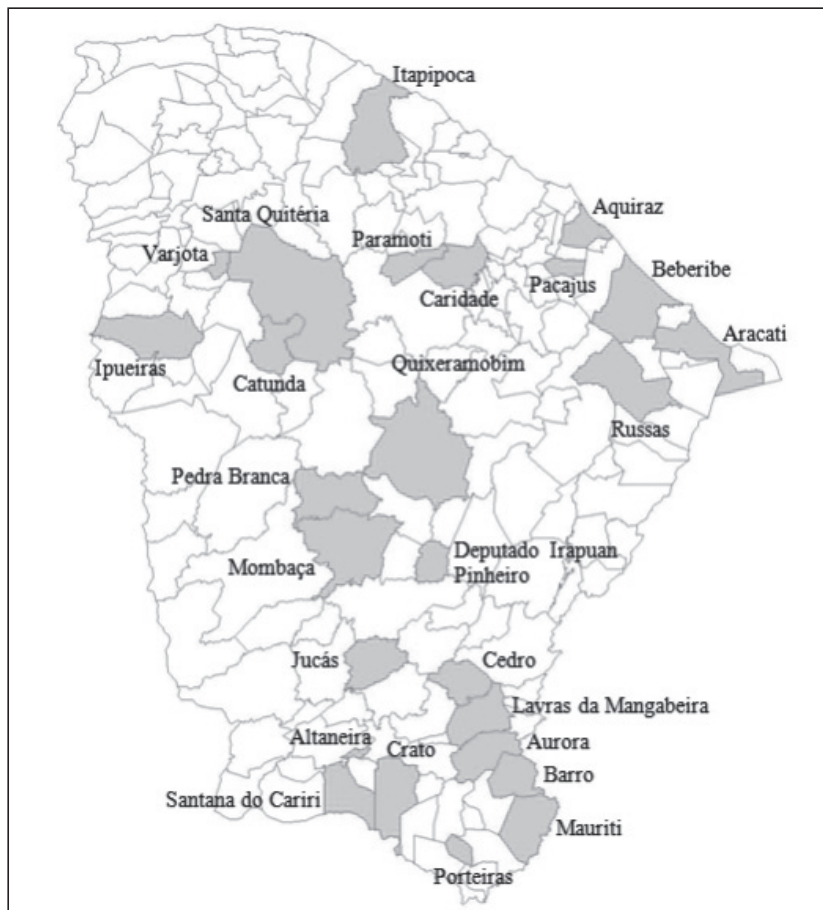 Itapipoca
Santa Quitéria
Aquiraz
Varjota
Paramoti
Beberibe
Pacajus
Caridade
Aracati
Ipueiras
Quixeramobim
Catunda
Russas
Pedra Branca
Deputado Irapuan
Pinheiro
Mombaça
Jucás
Cedro
Lavras da Mangabeira
Altaneira
Crato
Aurora
Barro
Santana do Cariri
Mauriti
Porteiras